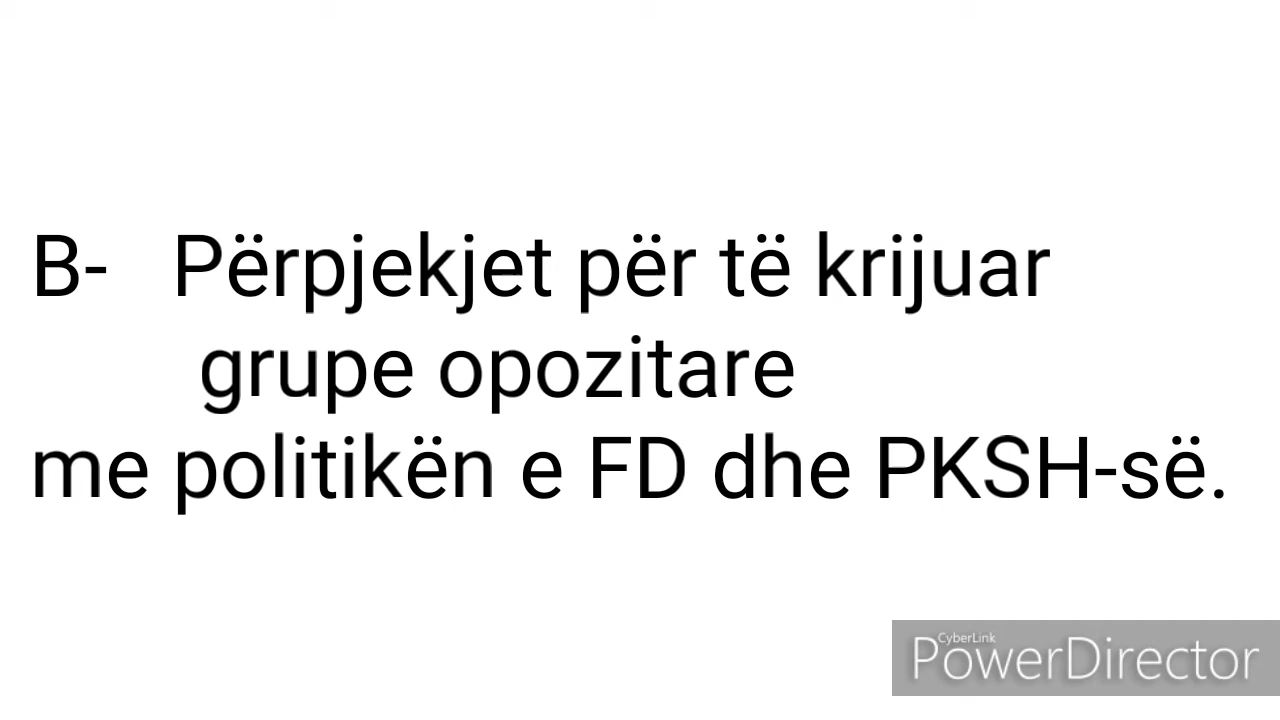 B- Përpjekjet për të krijuar
grupe opozitare
me politikën e FD dhe PKSH-së.
CyberLink
PowerDirector